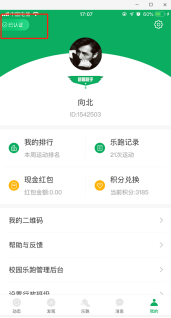 17:07
60%
已认证
向北
ID:1542503
我的排行
本周运动排名
乐跑记录
21次运动
现金红包
红包金额:0.00
积分兑换
当前积分:3195
我的二维码
帮助与反馈
校园乐跑管理后台
动态
发现
乐跑
消息
我的